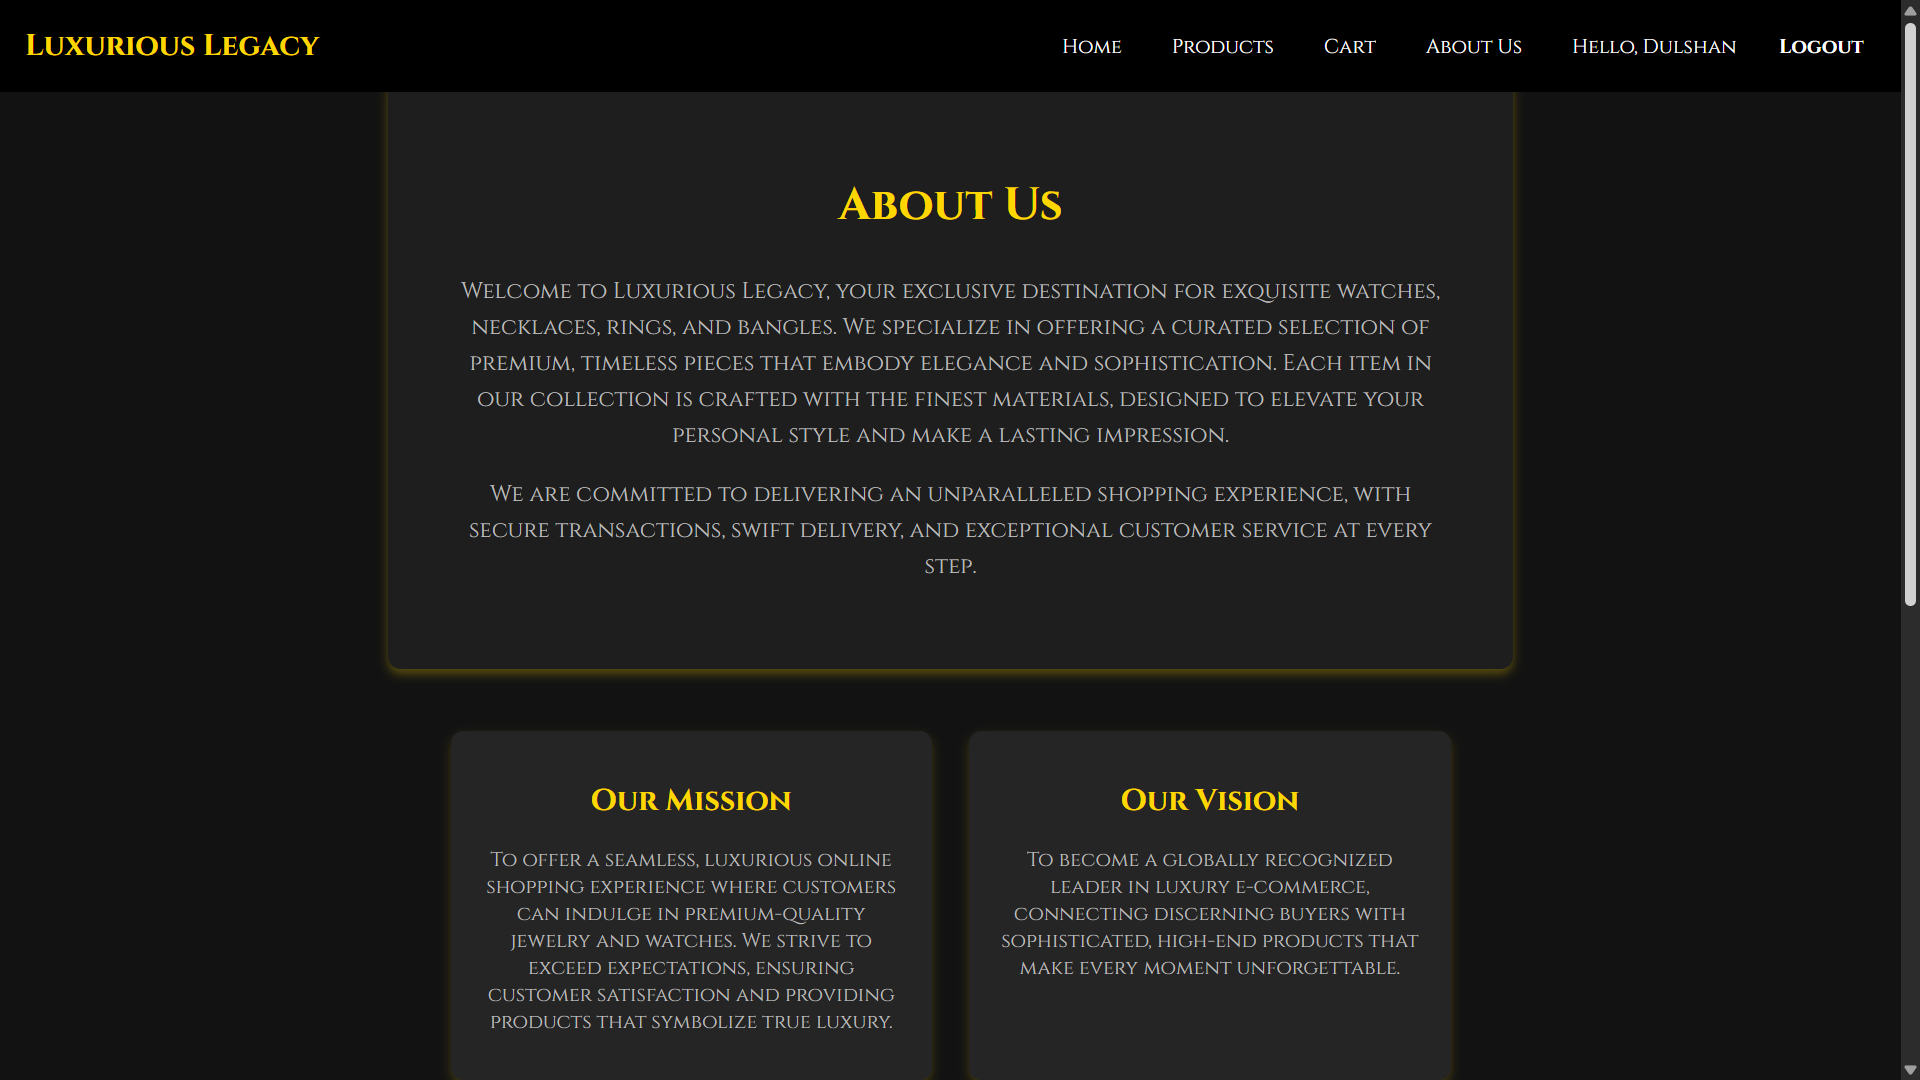 Luxurious Legacy
Home Products Cart About Us Hello, Dulshan Logout
About Us
Welcome to Luxurious Legacy, your exclusive destination for exquisite watches,
necklaces, rings, and bangles. We specialize in offering a curated selection of
premium, timeless pieces that embody elegance and sophistication. Each item in
our collection is crafted with the finest materials, designed to elevate your
personal style and make a lasting impression.
We are committed to delivering an unparalleled shopping experience, with
secure transactions, swift delivery, and exceptional customer service at every
step.
Our Mission
To offer a seamless, luxurious online
shopping experience where customers
can indulge in premium-quality
jewelry and watches. We strive to
exceed expectations, ensuring
customer satisfaction and providing
products that symbolize true luxury.
Our Vision
To become a globally recognized
leader in luxury e-commerce,
connecting discerning buyers with
sophisticated, high-end products that
make every moment unforgettable.